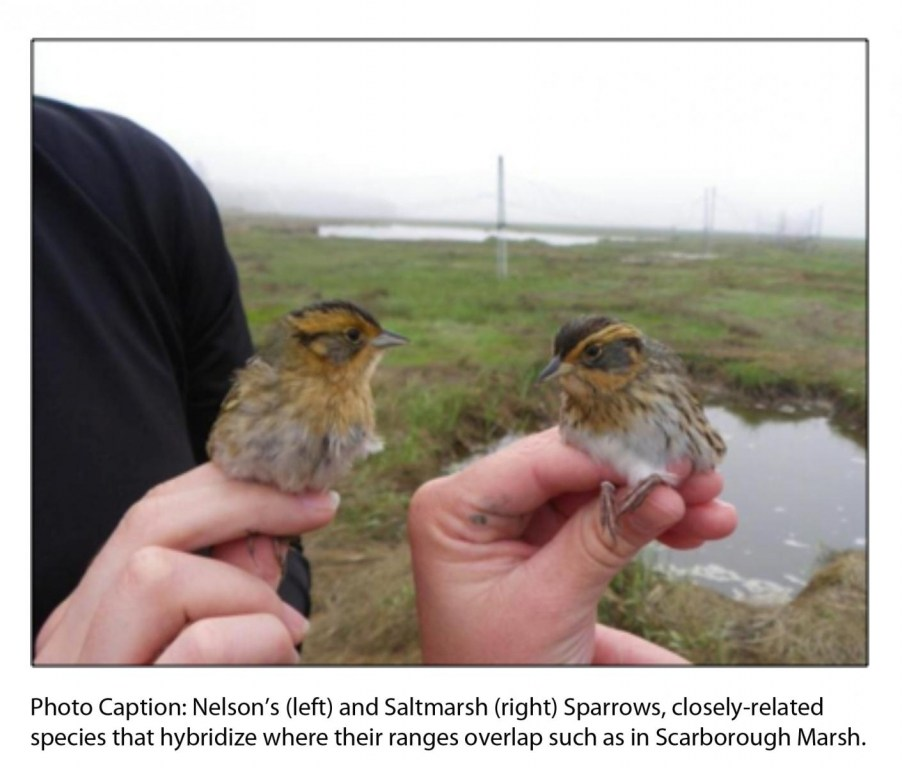 Photo Caption: Nelson’s (left) and Saltmarsh (right) Sparrows, closely-related
species that hybridize where their ranges overlap such as in Scarborough Marsh.